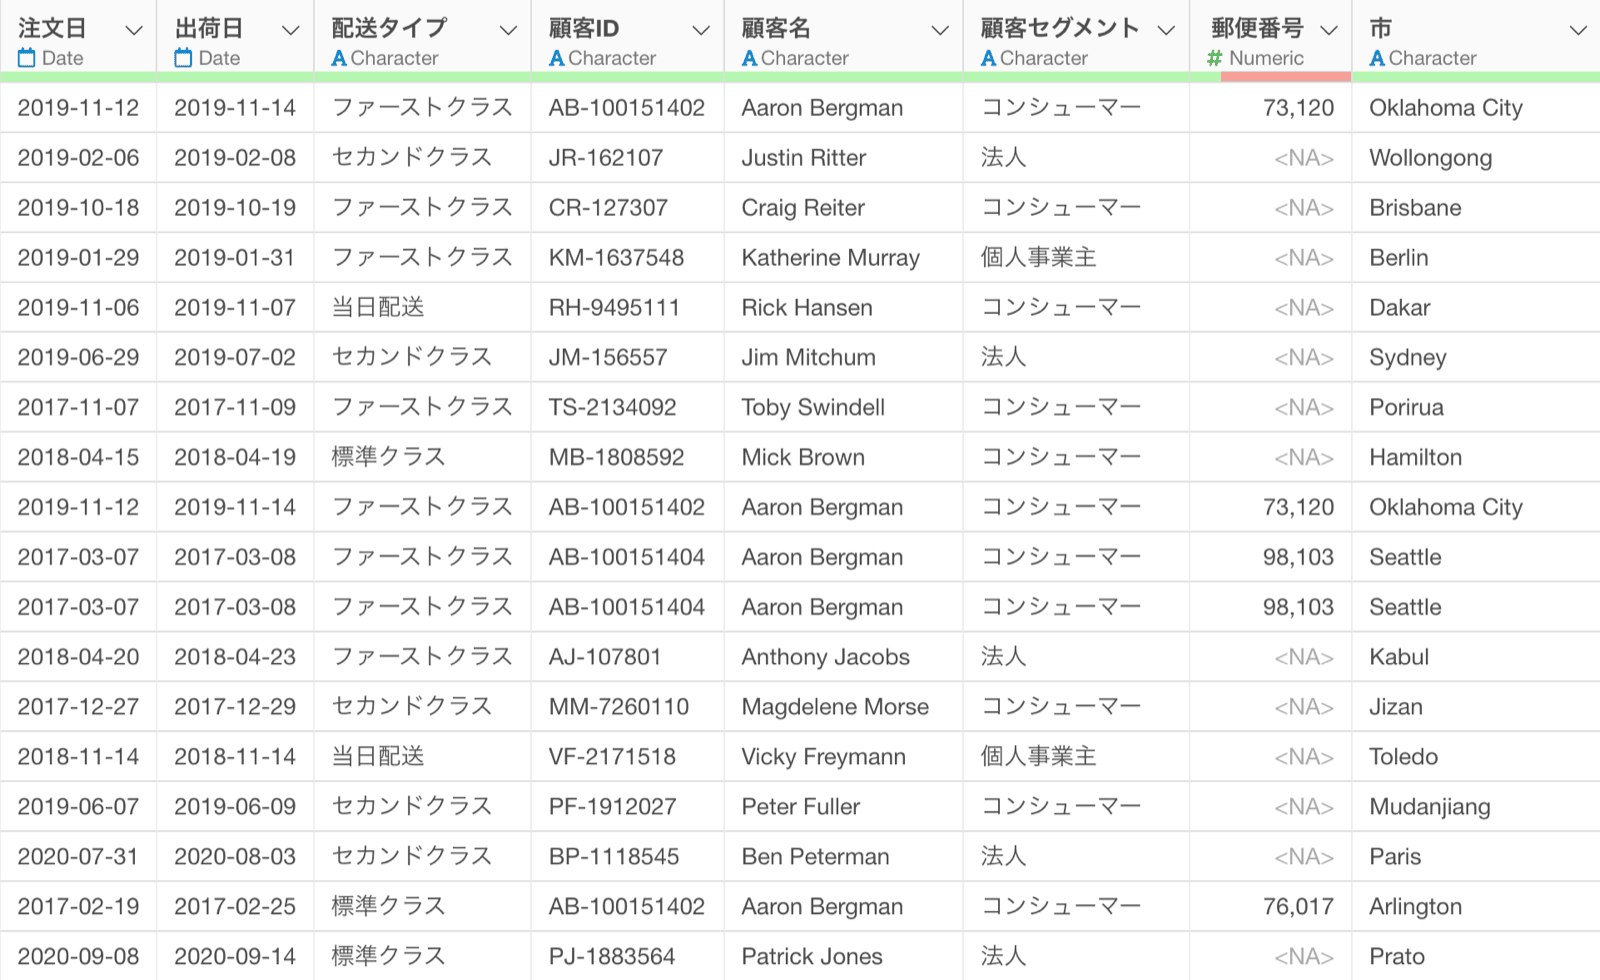 注文日 出荷日 配送タイプ 顧客ID 顧客名 顧客セグメント 郵便番号 市
Date Date Character Character Character Character Numeric Character
2019-11-12 2019-11-14 ファーストクラス AB-100151402 Aaron Bergman コンシューマー 73,120 Oklahoma City
2019-02-06 2019-02-08 セカンドクラス JR-162107 Justin Ritter 法人 <NA> Wollongong
2019-10-18 2019-10-19 ファーストクラス CR-127307 Craig Reiter コンシューマー <NA> Brisbane
2019-01-29 2019-01-31 ファーストクラス KM-1637548 Katherine Murray 個人事業主 <NA> Berlin
2019-11-06 2019-11-07 当日配送 RH-9495111 Rick Hansen コンシューマー <NA> Dakar
2019-06-29 2019-07-02 セカンドクラス JM-156557 Jim Mitchum 法人 <NA> Sydney
2017-11-07 2017-11-09 ファーストクラス TS-2134092 Toby Swindell コンシューマー <NA> Porirua
2018-04-15 2018-04-19 標準クラス MB-1808592 Mick Brown コンシューマー <NA> Hamilton
2019-11-12 2019-11-14 ファーストクラス AB-100151402 Aaron Bergman コンシューマー 73,120 Oklahoma City
2017-03-07 2017-03-08 ファーストクラス AB-100151404 Aaron Bergman コンシューマー 98,103 Seattle
2017-03-07 2017-03-08 ファーストクラス AB-100151404 Aaron Bergman コンシューマー 98,103 Seattle
2018-04-20 2018-04-23 ファーストクラス AJ-107801 Anthony Jacobs 法人 <NA> Kabul
2017-12-27 2017-12-29 セカンドクラス MM-7260110 Magdelene Morse コンシューマー <NA> Jizan
2018-11-14 2018-11-14 当日配送 VF-2171518 Vicky Freymann 個人事業主 <NA> Toledo
2019-06-07 2019-06-09 セカンドクラス PF-1912027 Peter Fuller コンシューマー <NA> Mudanjiang
2020-07-31 2020-08-03 セカンドクラス BP-1118545 Ben Peterman 法人 <NA> Paris
2017-02-19 2017-02-25 標準クラス AB-100151402 Aaron Bergman コンシューマー 76,017 Arlington
2020-09-08 2020-09-14 標準クラス PJ-1883564 Patrick Jones 法人 <NA> Prato